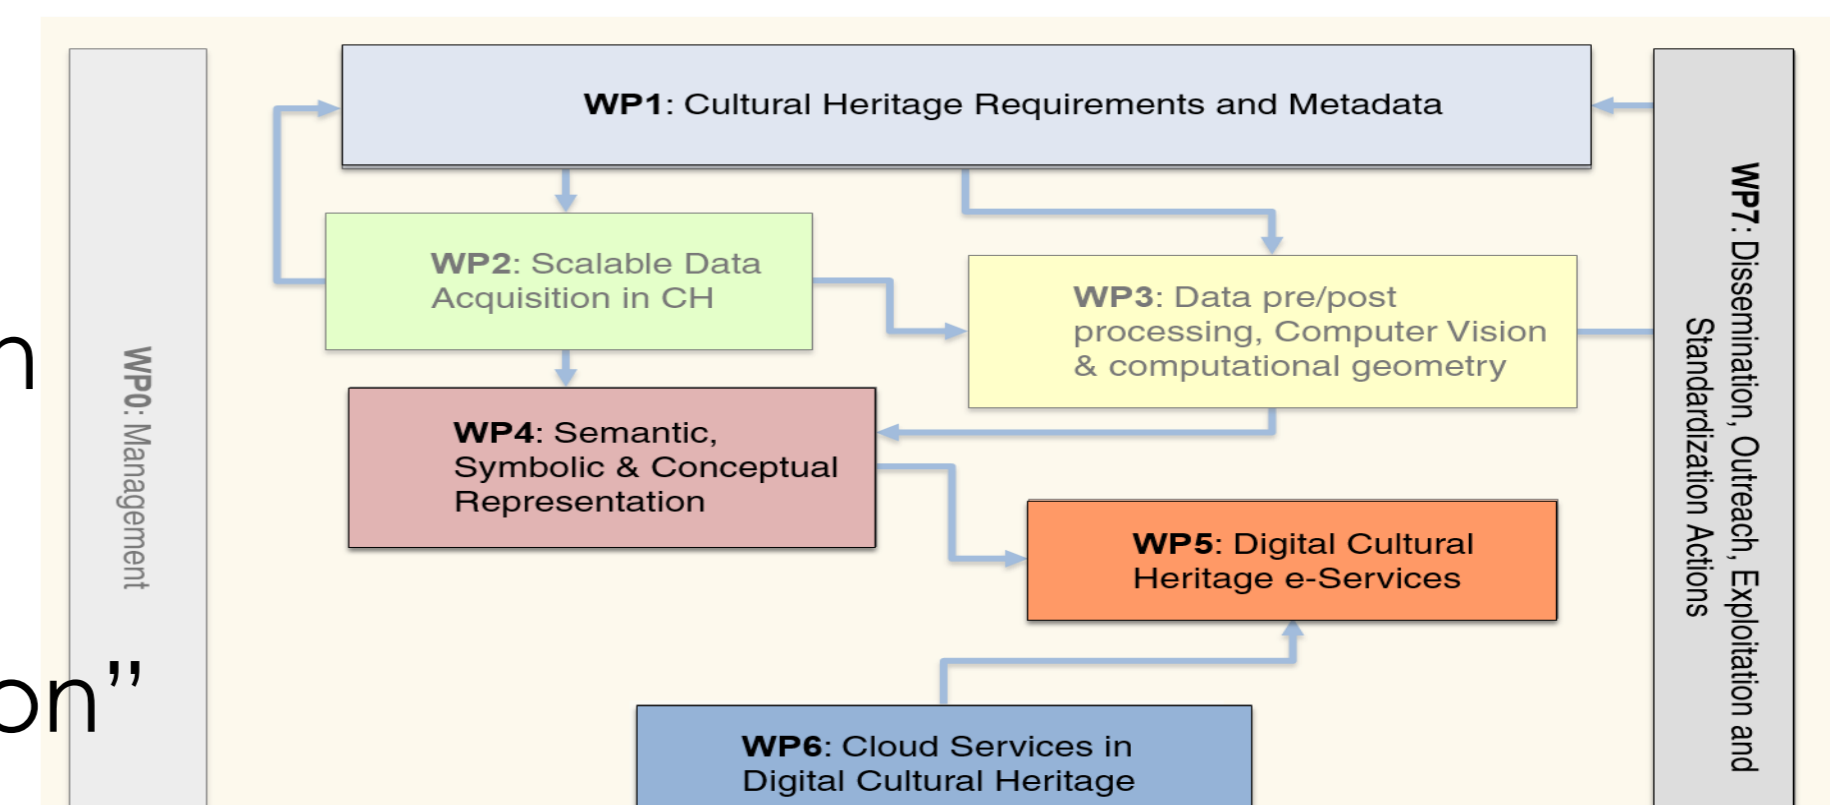 WP1: Cultural Heritage Requirements and Metadata
WP2: Scalable Data
Acquisition in CH
WP3: Data pre/post
processing, Computer Vision
& computational geometry
n
WP0: Management
WP4: Semantic,
Symbolic & Conceptual
Representation
WP5: Digital Cultural
Heritage e-Services
on”
WP6: Cloud Services in
Digital Cultural Heritage
WP7: Dissemination, Outreach, Exploitation and
Standardization Actions